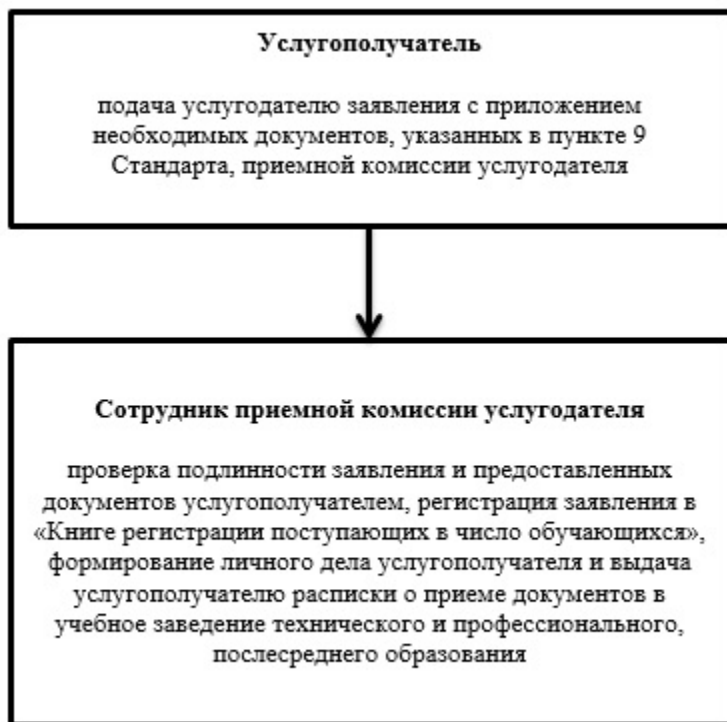 Услугополучатель
подача услугодателю заявления с приложением
необходимых документов, указанных в пункте 9
Стандарта, приемной комиссии услугодателя
Сотрудник приемной комиссии услугодателя
проверка подлинности заявления и предоставленных
документов услугополучателем, регистрация заявления в
«Книге регистрации поступающих в число обучающихся»,
формирование личного дела услугополучателя и выдача
услугополучателю расписки о приеме документов в
учебное заведение технического и профессионального,
послесреднего образования